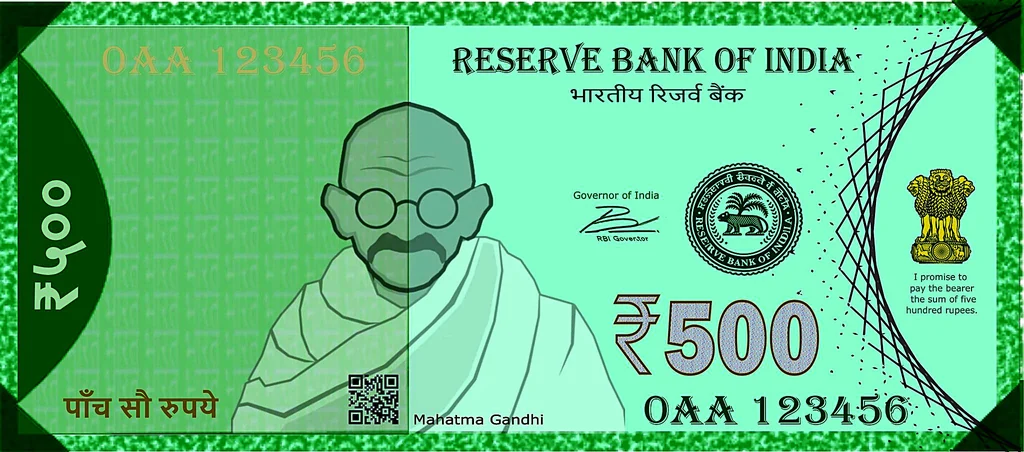 0AA 123456
RESERVE BANK OF INDIA
भारतीय रिजर्व बैंक
₹५००
Governor of India
RBI Governor
RESERVE BANK OF INDIA
₹500
I promise to
pay the bearer
the sum of five
hundred rupees.
पाँच सौ रुपये
Mahatma Gandhi
0AA 123456